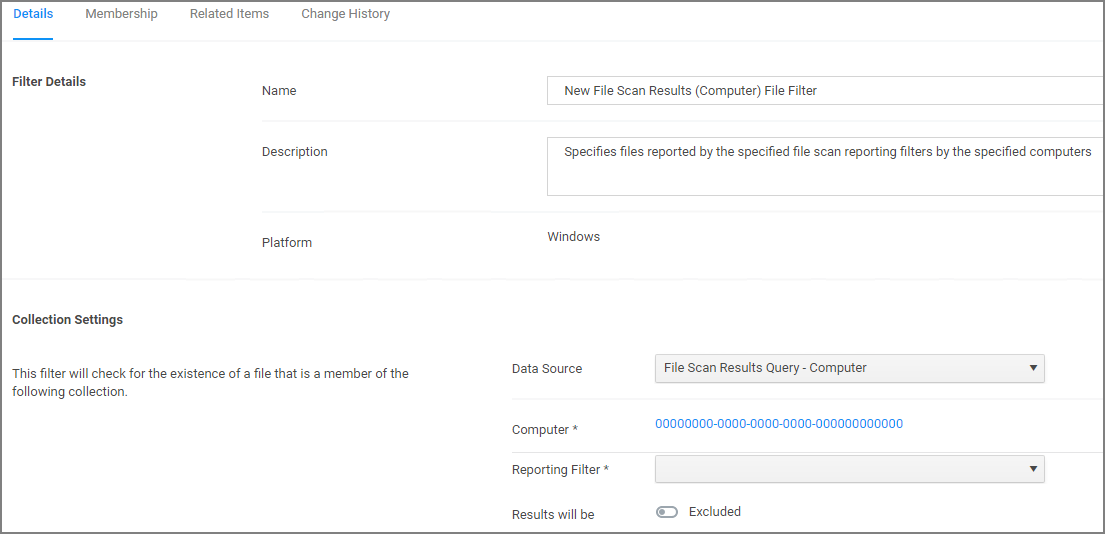 Details Membership Related Items Change History
Filter Details
Name New File Scan Results (Computer) File Filter
Description Specifies files reported by the specified file scan reporting filters by the specified computers
Platform Windows
Collection Settings
This filter will check for the existence of a file that is a member of the
following collection.
Data Source File Scan Results Query - Computer
Computer * 00000000-0000-0000-0000-000000000000
Reporting Filter *
Results will be Excluded